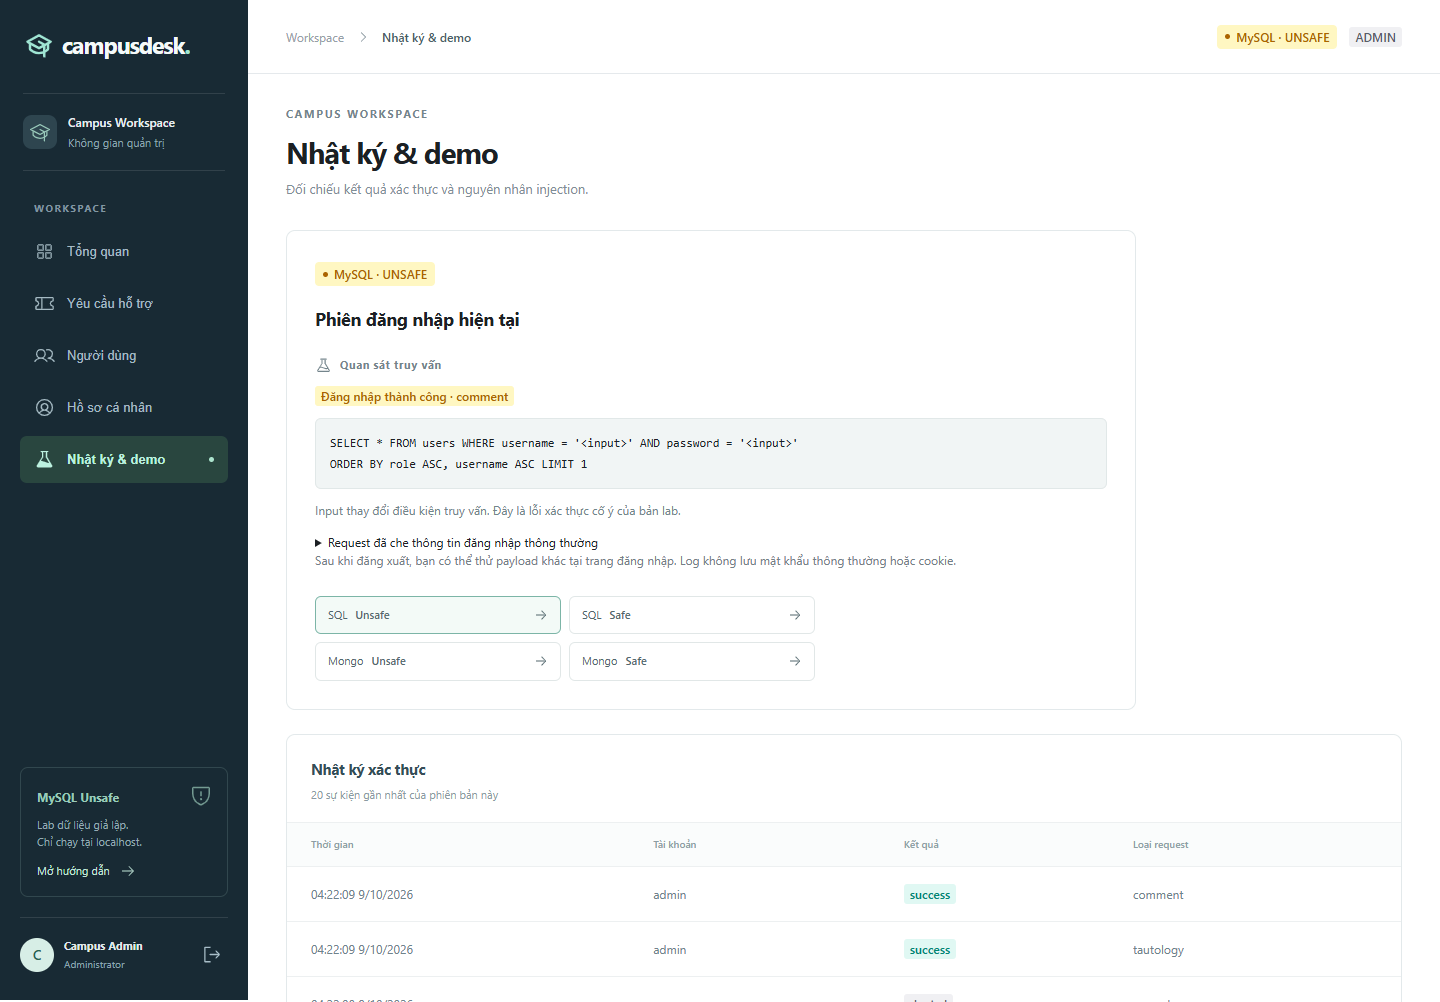 campusdesk.
Campus Workspace
Không gian quản trị
WORKSPACE
Tổng quan
Yêu cầu hỗ trợ
Người dùng
Hồ sơ cá nhân
Nhật ký & demo
MySQL Unsafe
Lab dữ liệu giả lập.
Chỉ chạy tại localhost.
Mở hướng dẫn
C
Campus Admin
Administrator
Workspace
Nhật ký & demo
MySQL · UNSAFE
ADMIN
CAMPUS WORKSPACE
Nhật ký & demo
Đối chiếu kết quả xác thực và nguyên nhân injection.
MySQL · UNSAFE
Phiên đăng nhập hiện tại
Quan sát truy vấn
Đăng nhập thành công · comment
SELECT * FROM users WHERE username = '<input>' AND password = '<input>'
ORDER BY role ASC, username ASC LIMIT 1
Input thay đổi điều kiện truy vấn. Đây là lỗi xác thực cố ý của bản lab.
Request đã che thông tin đăng nhập thông thường
Sau khi đăng xuất, bạn có thể thử payload khác tại trang đăng nhập. Log không lưu mật khẩu thông thường hoặc cookie.
SQL Unsafe
SQL Safe
Mongo Unsafe
Mongo Safe
Nhật ký xác thực
20 sự kiện gần nhất của phiên bản này
Thời gian Tài khoản Kết quả Loại request
04:22:09 9/10/2026 admin success comment
04:22:09 9/10/2026 admin success tautology